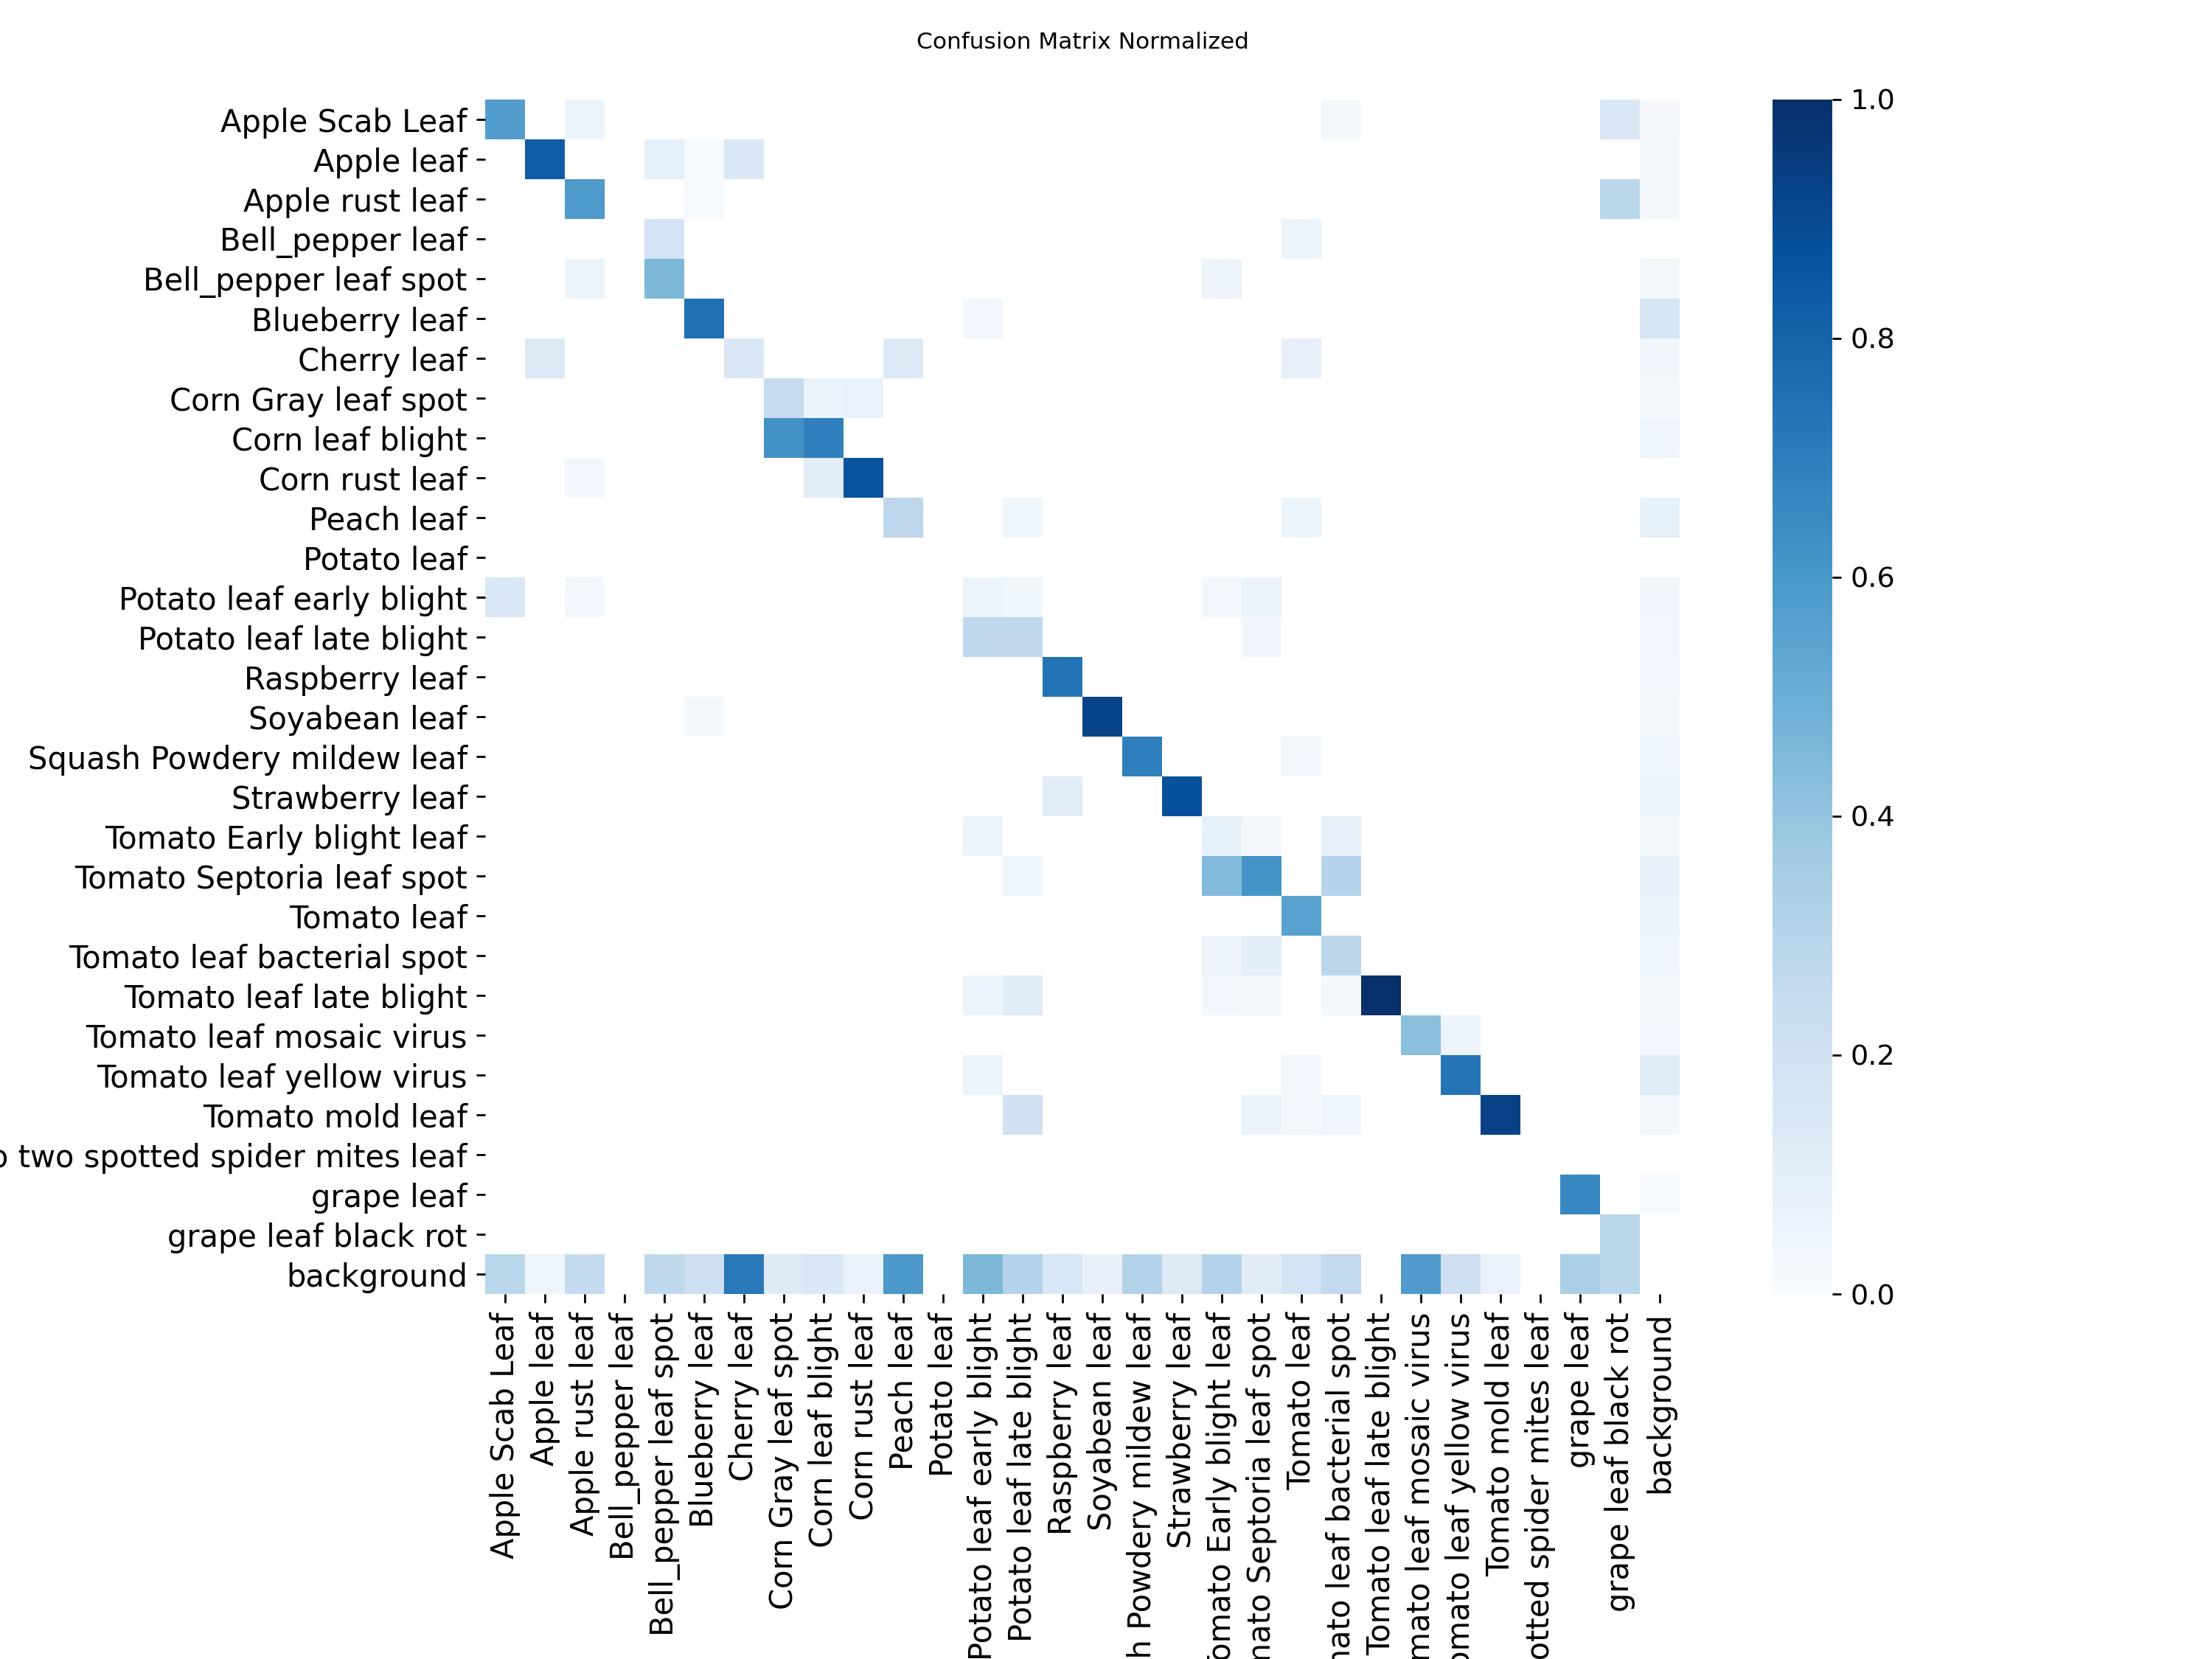 Confusion Matrix Normalized
Apple Scab Leaf
Apple leaf
Apple rust leaf
Bell_pepper leaf
Bell_pepper leaf spot
Blueberry leaf
Cherry leaf
Corn Gray leaf spot
Corn leaf blight
Corn rust leaf
Peach leaf
Potato leaf
Potato leaf early blight
Potato leaf late blight
Raspberry leaf
Soyabean leaf
Squash Powdery mildew leaf
Strawberry leaf
Tomato Early blight leaf
Tomato Septoria leaf spot
Tomato leaf
Tomato leaf bacterial spot
Tomato leaf late blight
Tomato leaf mosaic virus
Tomato leaf yellow virus
Tomato mold leaf
two spotted spider mites leaf
grape leaf
grape leaf black rot
background
Apple Scab Leaf
Apple leaf
Apple rust leaf
Bell_pepper leaf
Bell_pepper leaf spot
Blueberry leaf
Cherry leaf
Corn Gray leaf spot
Corn leaf blight
Corn rust leaf
Peach leaf
Potato leaf
Potato leaf early blight
Potato leaf late blight
Raspberry leaf
Soyabean leaf
h Powdery mildew leaf
Strawberry leaf
omato Early blight leaf
mato Septoria leaf spot
Tomato leaf
mato leaf bacterial spot
Tomato leaf late blight
mato leaf mosaic virus
omato leaf yellow virus
Tomato mold leaf
otted spider mites leaf
grape leaf
grape leaf black rot
background
1.0
0.8
0.6
0.4
0.2
0.0